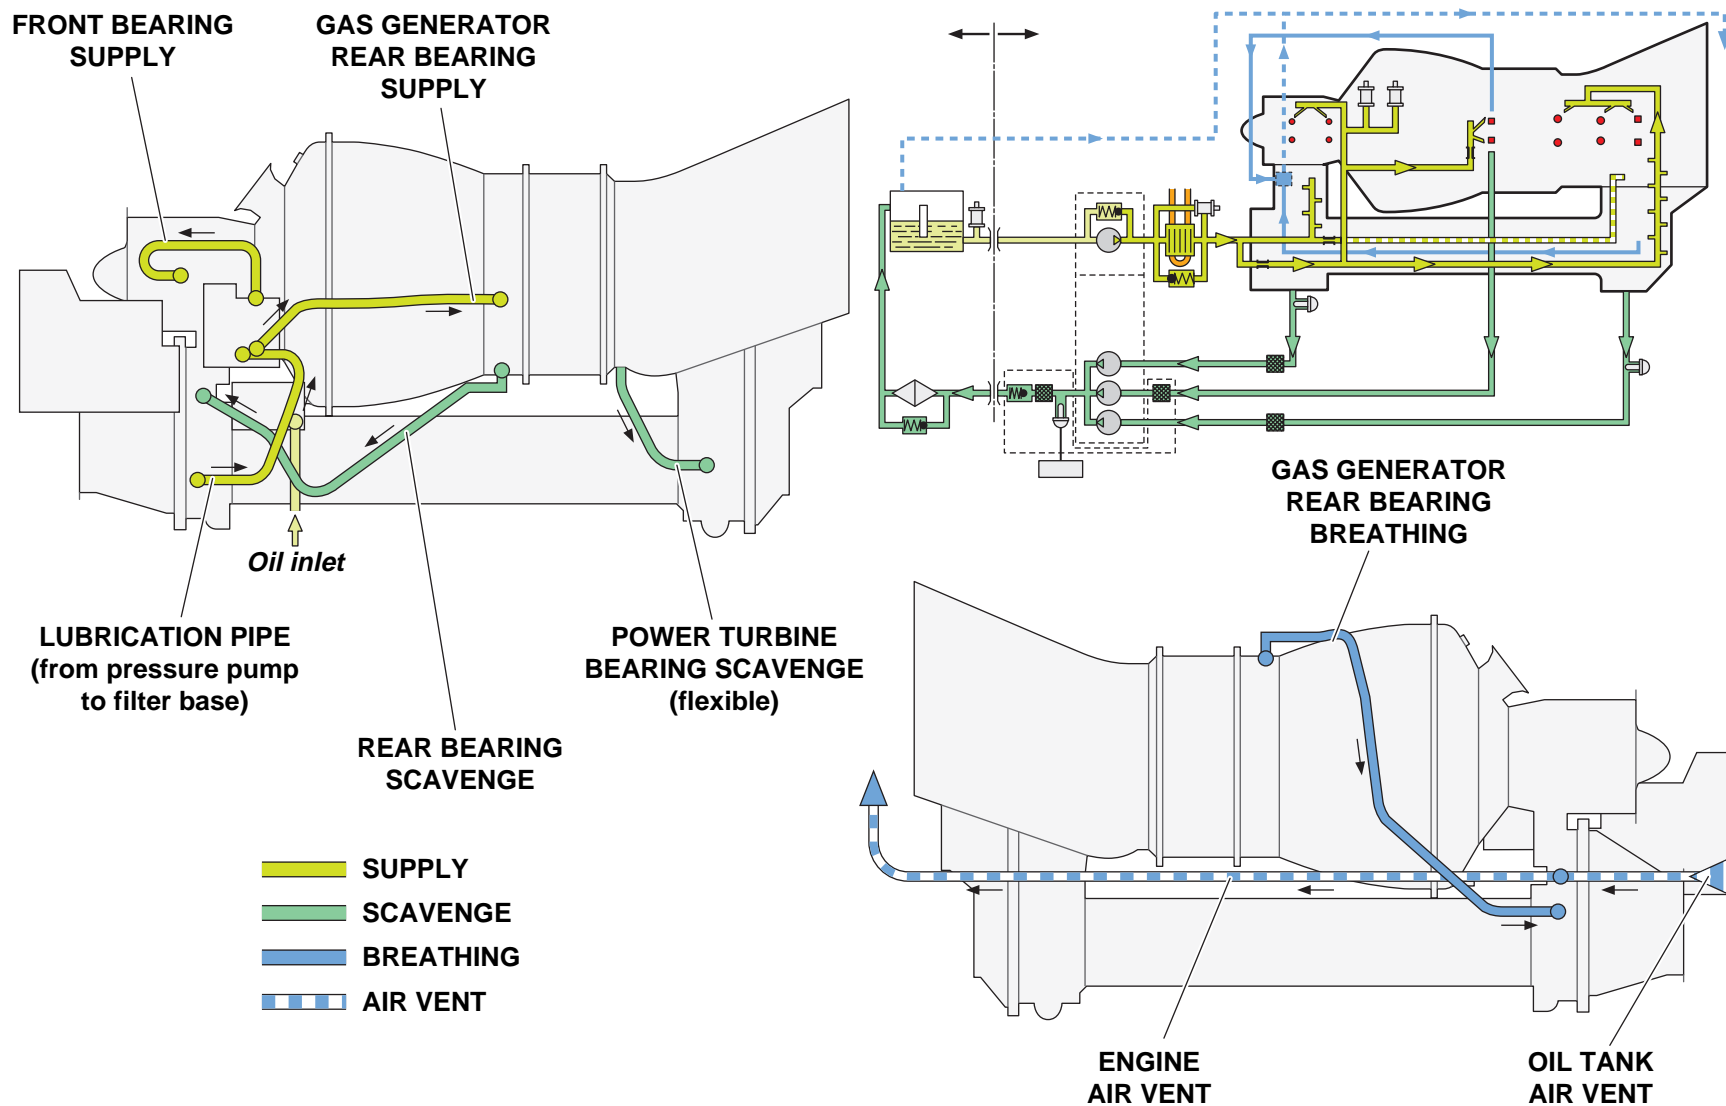 FRONT BEARING
SUPPLY
GAS GENERATOR
REAR BEARING
SUPPLY
Oil inlet
LUBRICATION PIPE
(from pressure pump
to filter base)
POWER TURBINE
BEARING SCAVENGE
(flexible)
REAR BEARING
SCAVENGE
SUPPLY
SCAVENGE
BREATHING
AIR VENT
GAS GENERATOR
REAR BEARING
BREATHING
ENGINE
AIR VENT
OIL TANK
AIR VENT